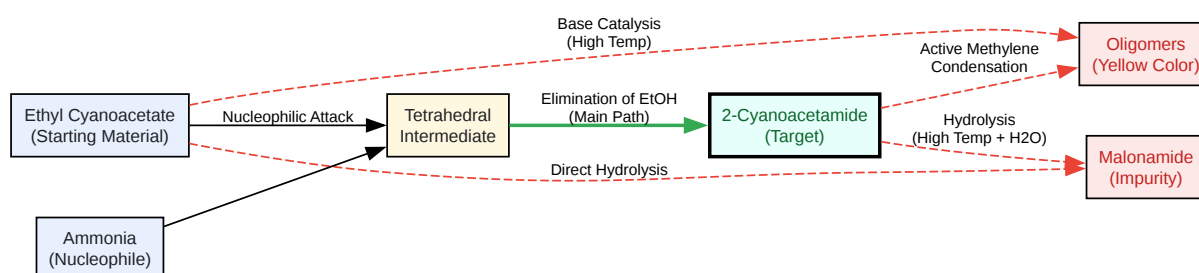 Base Catalysis
(High Temp)
Oligomers
(Yellow Color)
Active Methylene
Condensation
Ethyl Cyanoacetate
(Starting Material)
Nucleophilic Attack
Tetrahedral
Intermediate
Elimination of EtOH
(Main Path)
2-Cyanoacetamide
(Target)
Hydrolysis
(High Temp + H2O)
Malonamide
(Impurity)
Direct Hydrolysis
Ammonia
(Nucleophile)